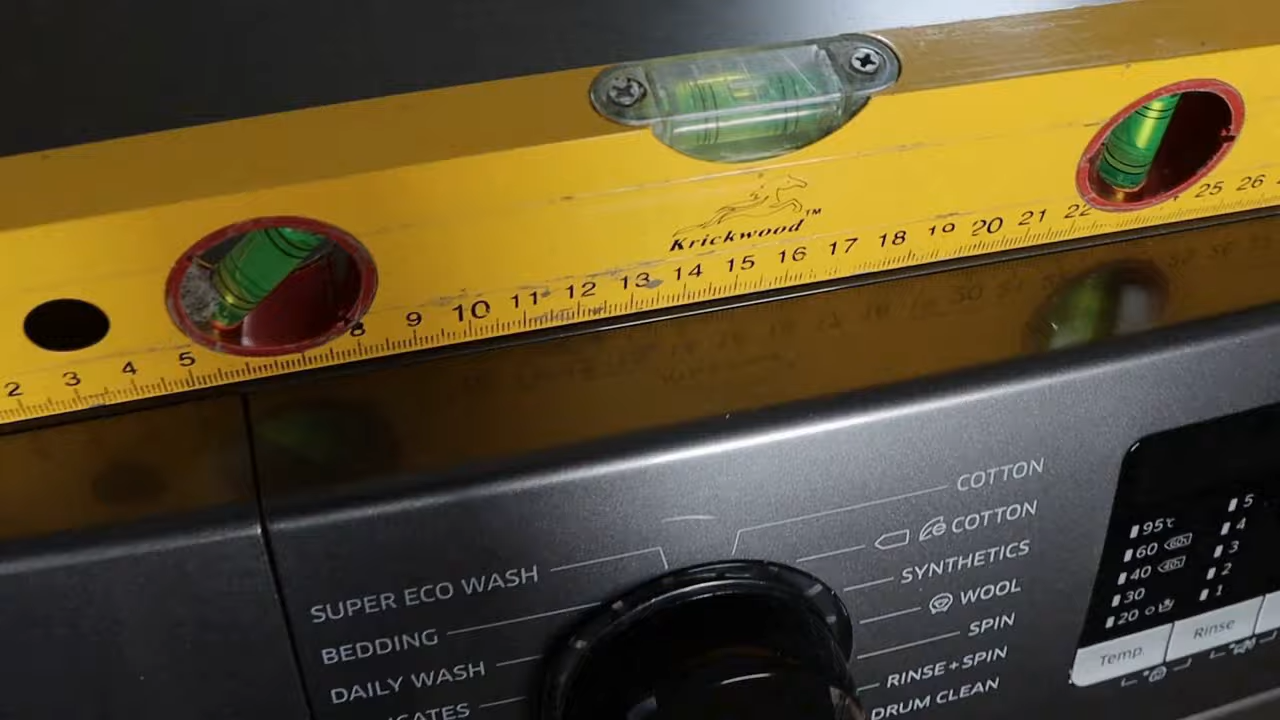 Krickwood™
2 3 4 5 8 9 10 11 12 13 14 15 16 17 18 19 20 21 22 25 26
COTTON
COTTON
SYNTHETICS
WOOL
SPIN
RINSE+SPIN
DRUM CLEAN
SUPER ECO WASH
BEDDING
DAILY WASH
95℃
60
40
30
20
5
4
3
2
1
Temp.
Rinse